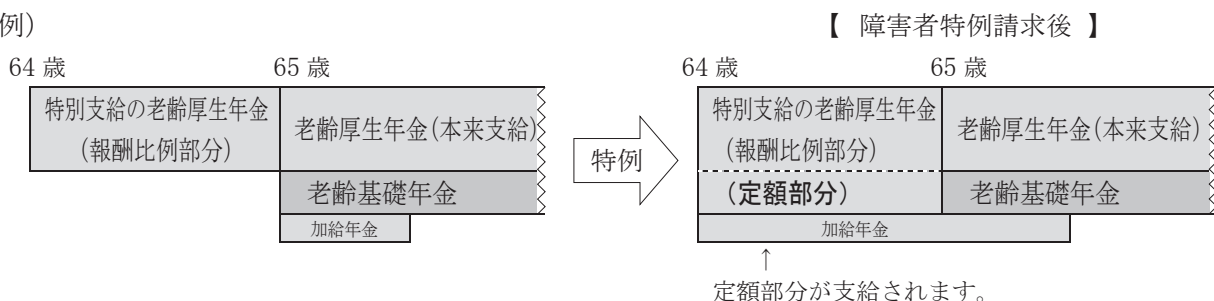 例）
【 障害者特例請求後 】
64 歳
65 歳
特別支給の老齢厚生年金
（報酬比例部分）
老齢厚生年金（本来支給）
老齢基礎年金
加給年金
特例
64 歳
65 歳
特別支給の老齢厚生年金
（報酬比例部分）
老齢厚生年金（本来支給）
（定額部分）
老齢基礎年金
加給年金
↑
定額部分が支給されます。